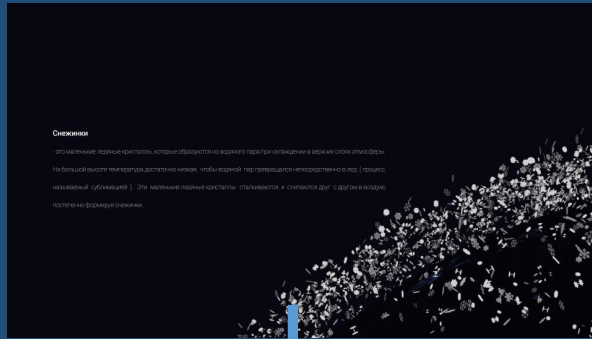 Снежинки
- это маленькие ледяные кристаллы, которые образуются из водяного пара при охлаждении в верхних слоях атмосферы.
На большой высоте температура достаточно низкая, чтобы водяной пар превращался непосредственно в лед ( процесс,
называемый сублимацией ). Эти маленькие ледяные кристаллы сталкиваются и слипаются друг с другом в воздухе,
постепенно формируя снежинки.